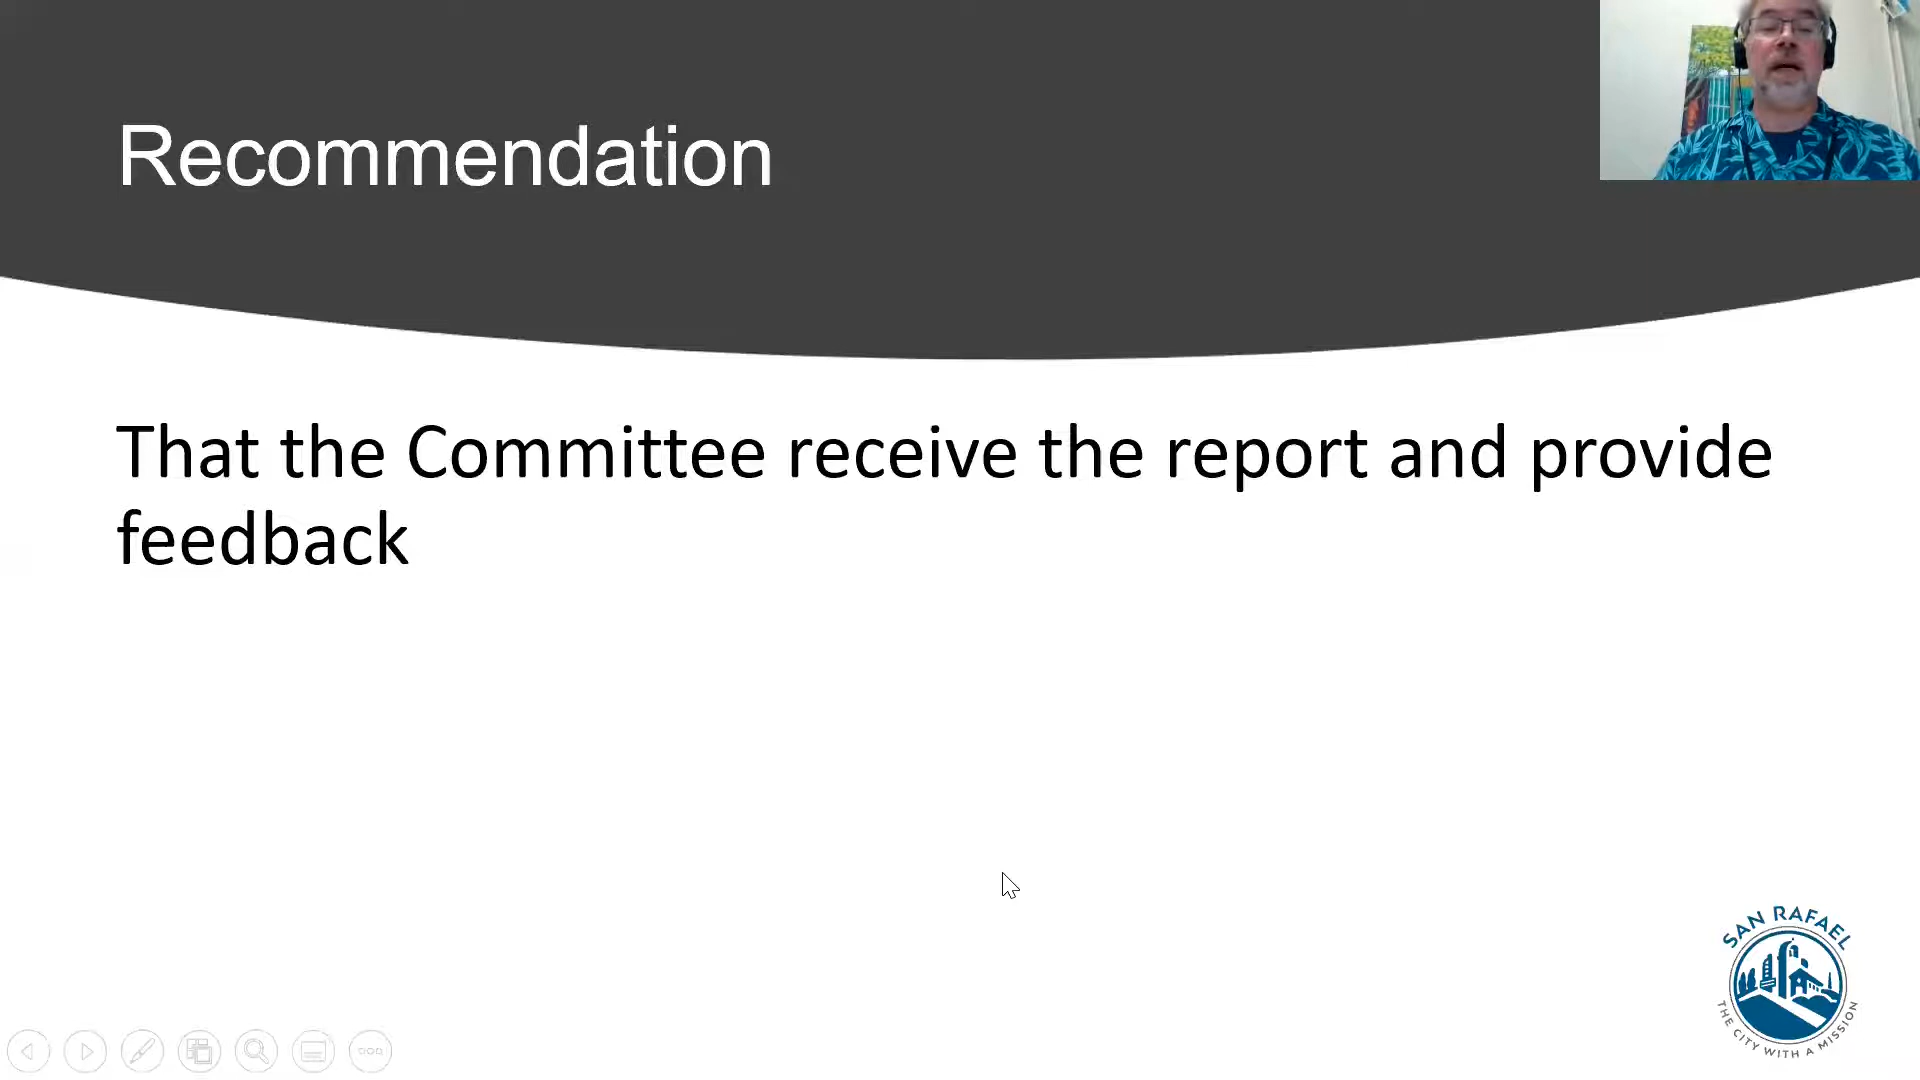 Recommendation
That the Committee receive the report and provide
feedback
SAN RAFAEL
THE CITY WITH A MISSION